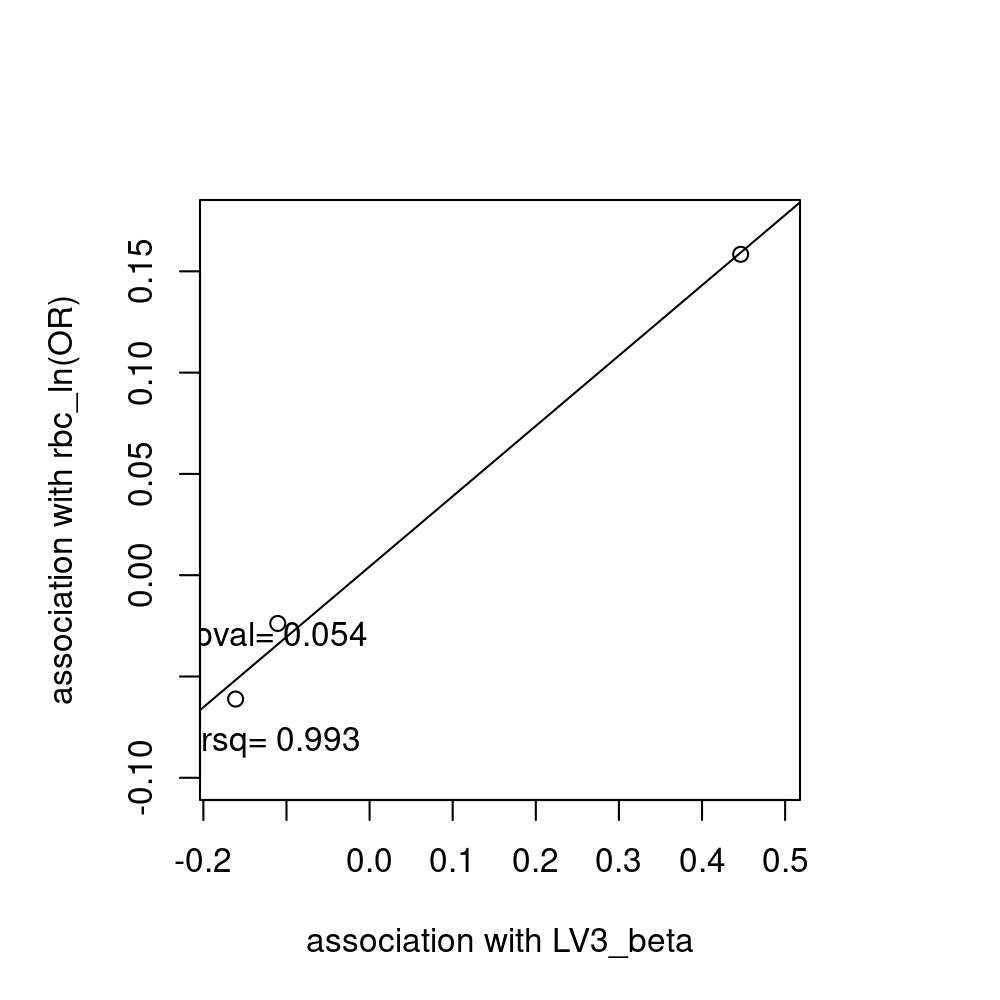 association with rbc_ln(OR)
0.15
0.10
0.05
0.00
-0.10
pval= 0.054
rsq= 0.993
-0.2 0.0 0.1 0.2 0.3 0.4 0.5
association with LV3_beta